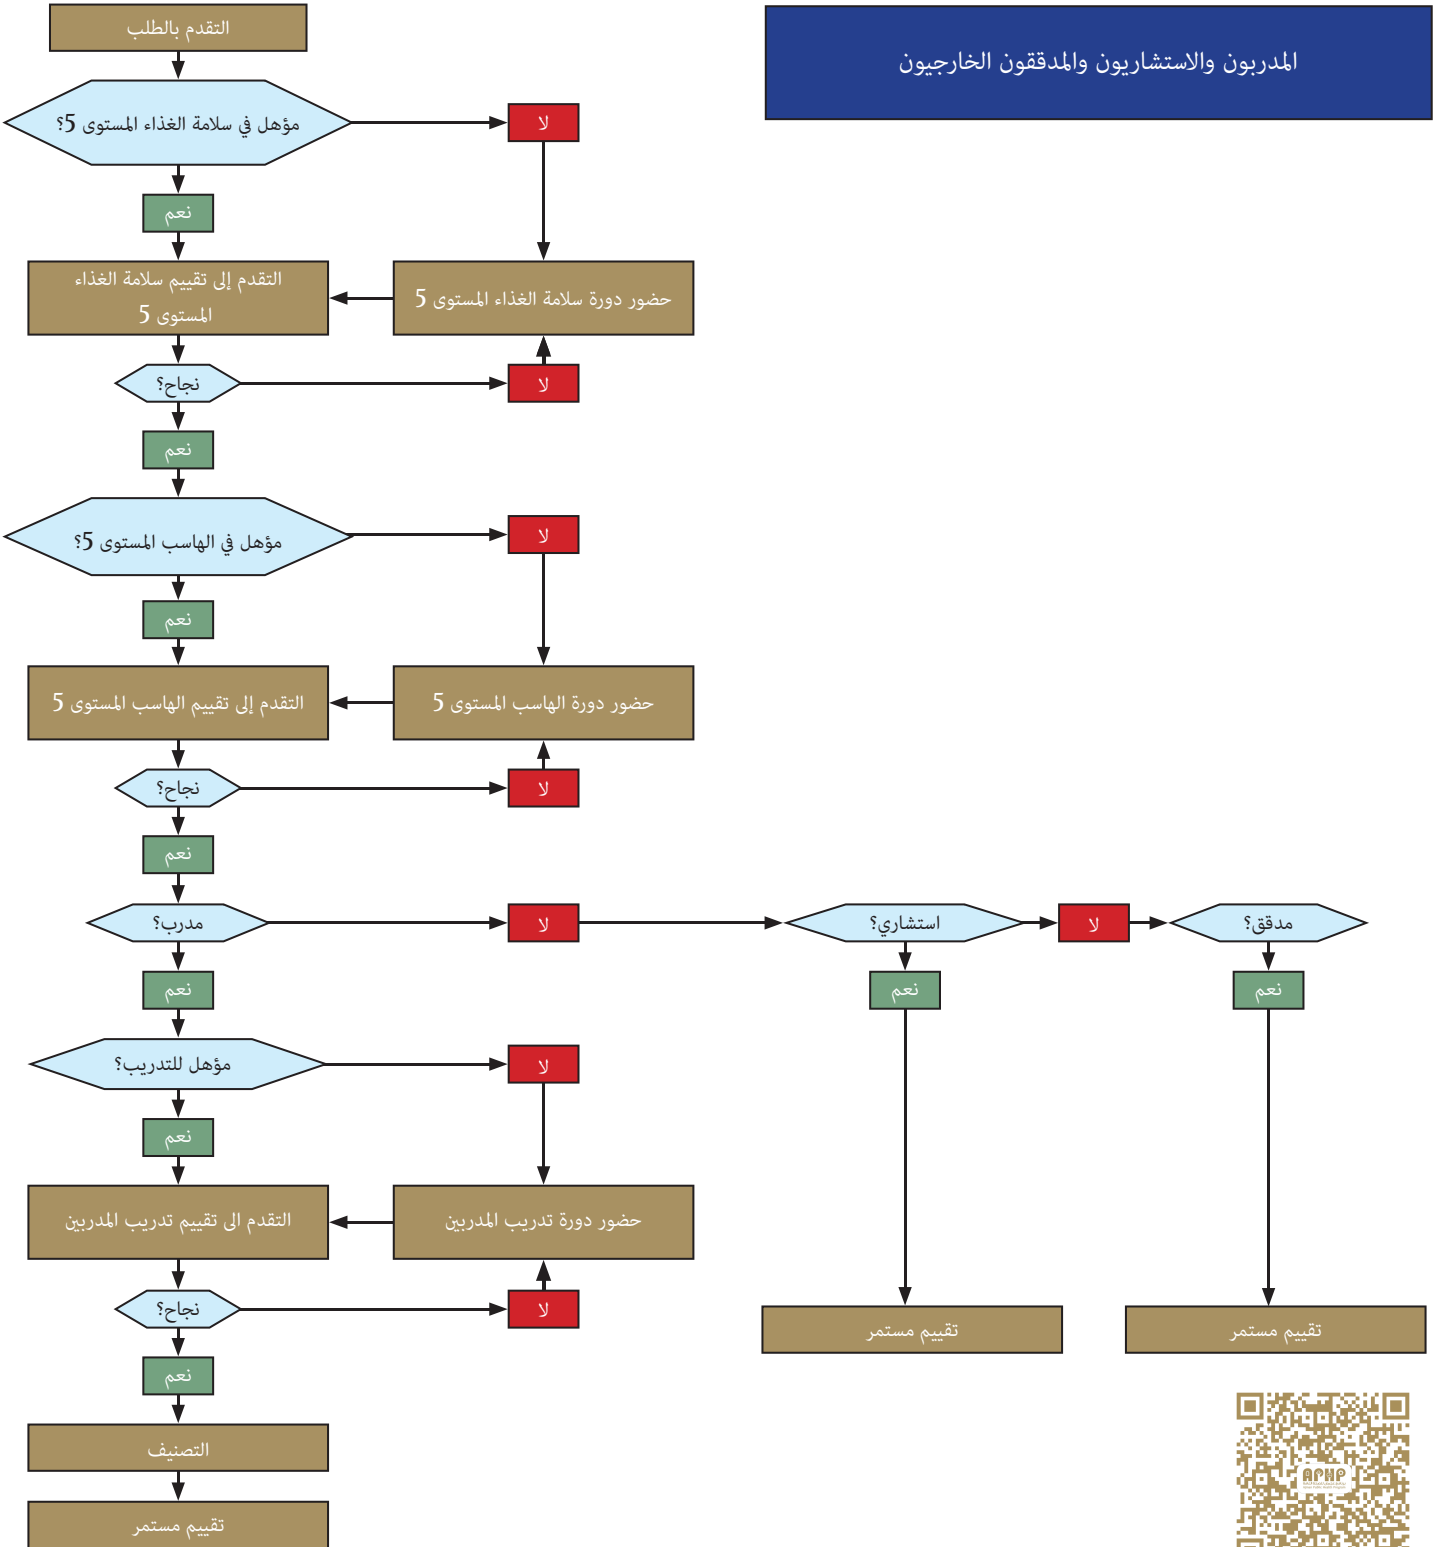 المدربون والاستشاريون والمدققون الخارجيون
التقدم بالطلب
مؤهل في سلامة الغذاء المستوى 5؟
لا
نعم
حضور دورة سلامة الغذاء المستوى 5
التقدم إلى تقييم سلامة الغذاء
المستوى 5
نجاح؟
لا
نعم
مؤهل في الهاسب المستوى 5؟
لا
نعم
حضور دورة الهاسب المستوى 5
التقدم إلى تقييم الهاسب المستوى 5
نجاح؟
لا
نعم
مدرب؟
لا
استشاري؟
لا
مدقق؟
نعم
نعم
نعم
مؤهل للتدريب؟
لا
نعم
حضور دورة تدريب المدربين
التقدم الى تقييم تدريب المدربين
نجاح؟
لا
تقييم مستمر
تقييم مستمر
نعم
التصنيف
تقييم مستمر